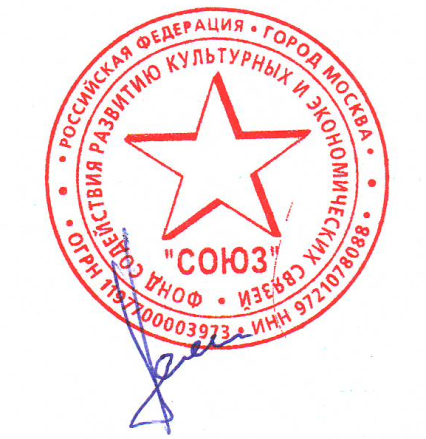 • РОССИЙСКАЯ ФЕДЕРАЦИЯ • ГОРОД МОСКВА •
• ОГРН 1197700003973 • ИНН 9721078088 •
ФОНД СОДЕЙСТВИЯ РАЗВИТИЮ КУЛЬТУРНЫХ И ЭКОНОМИЧЕСКИХ СВЯЗЕЙ •
"СОЮЗ"